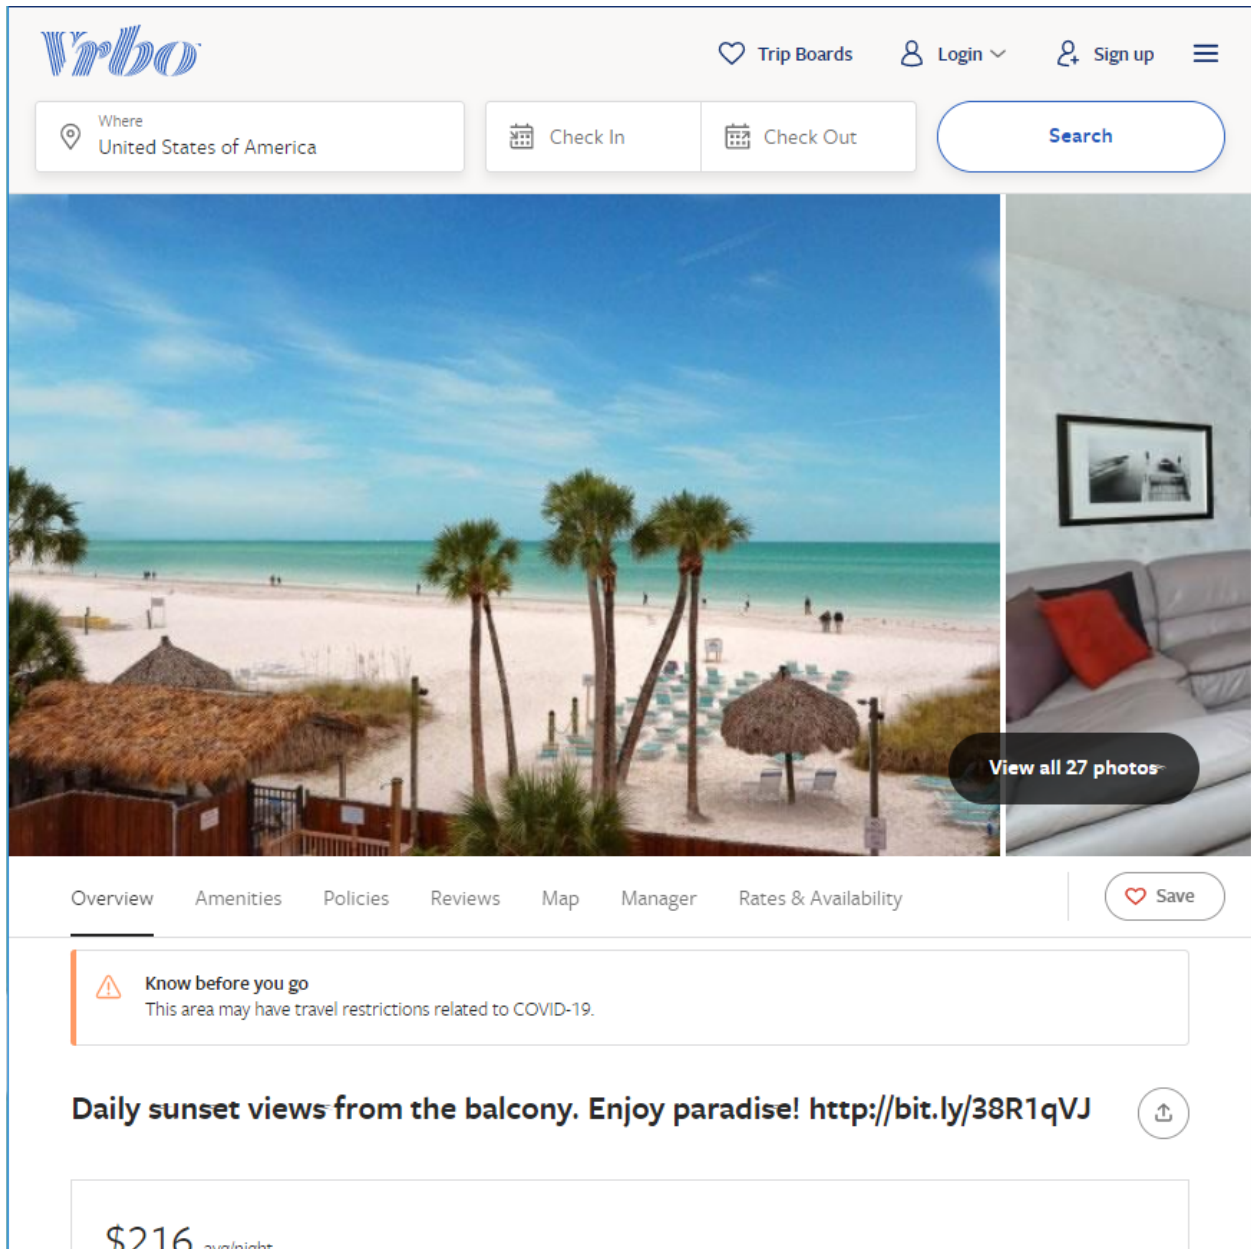 Vrbo
Trip Boards
Login
Sign up
Where
United States of America
Check In
Check Out
Search
View all 27 photos
Overview
Amenities
Policies
Reviews
Map
Manager
Rates & Availability
Save
Know before you go
This area may have travel restrictions related to COVID-19.
Daily sunset views from the balcony. Enjoy paradise! http://bit.ly/38R1qVJ
$216 avg/night